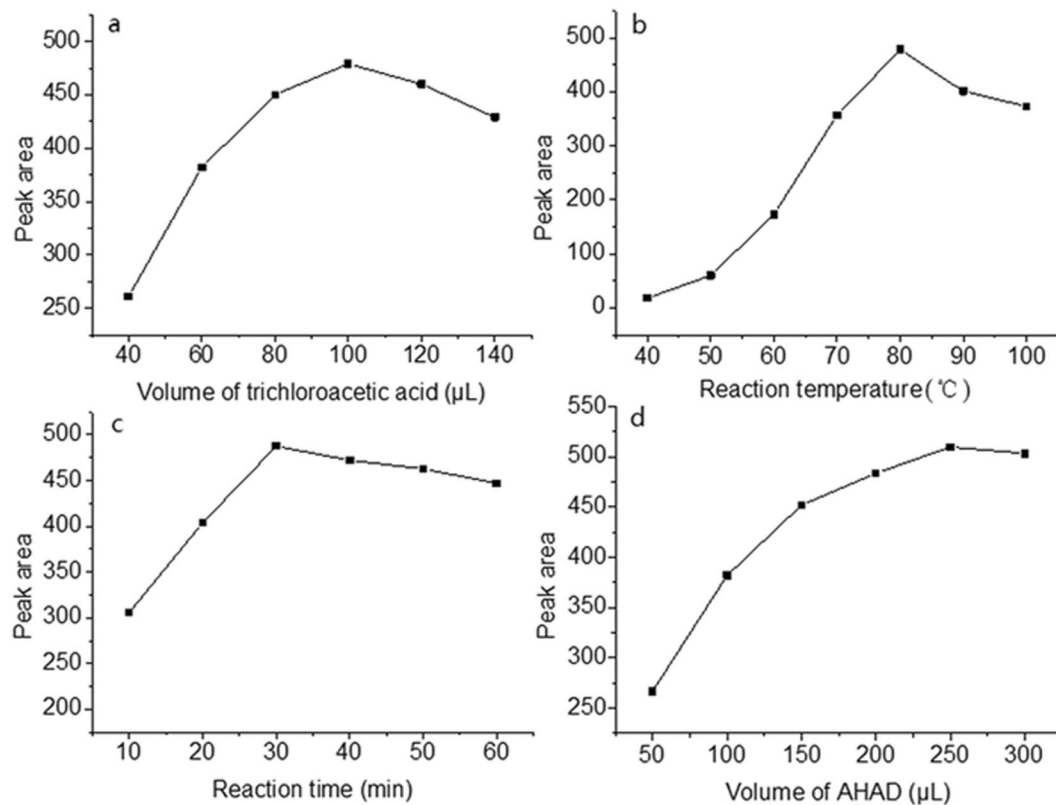 a
500
450
400
350
300
250
Peak area
40 60 80 100 120 140
Volume of trichloroacetic acid (µL)
b
500
400
300
200
100
0
Peak area
40 50 60 70 80 90 100
Reaction temperature (℃)
c
500
450
400
350
300
250
200
Peak area
10 20 30 40 50 60
Reaction time (min)
d
550
500
450
400
350
300
250
Peak area
50 100 150 200 250 300
Volume of AHAD (µL)